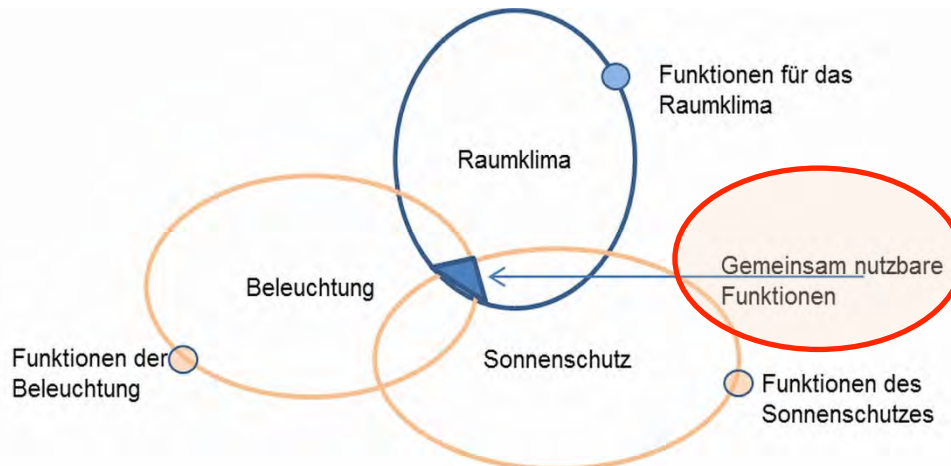 Funktionen für das
Raumklima
Raumklima
Gemeinsam nutzbare
Funktionen
Beleuchtung
Sonnenschutz
Funktionen der
Beleuchtung
Funktionen des
Sonnenschutzes